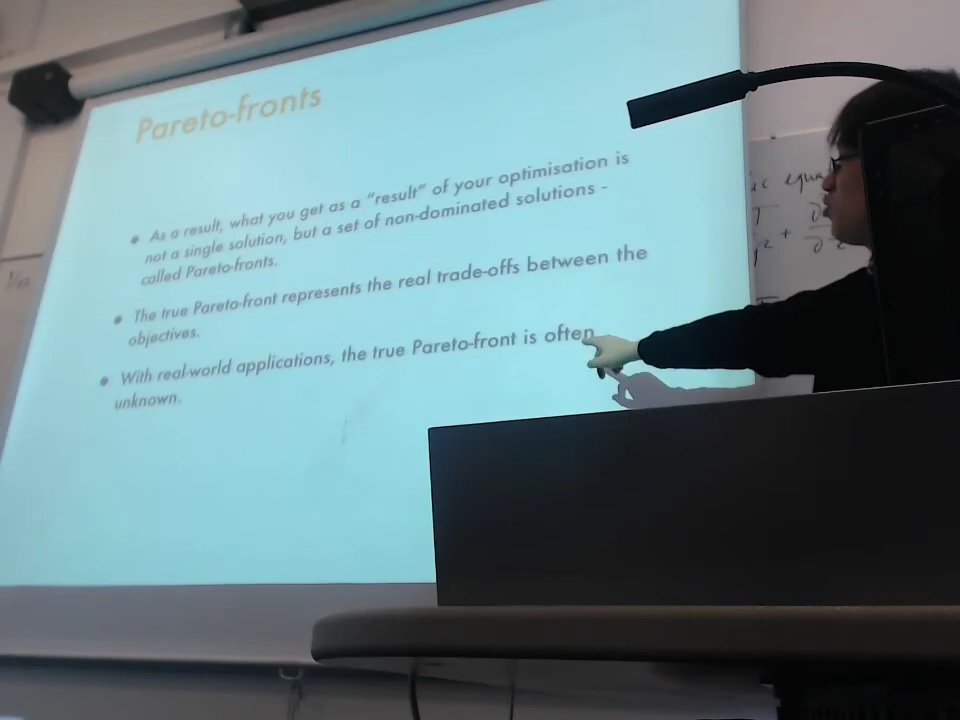 Pareto-fronts
• As a result, what you get as a “result” of your optimisation is
not a single solution, but a set of non-dominated solutions -
called Pareto-fronts.
• The true Pareto-front represents the real trade-offs between the
objectives.
• With real-world applications, the true Pareto-front is often
unknown.